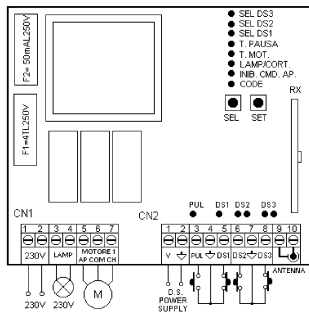 SEL DS3
SEL DS2
SEL DS1
T. PAUSA
T. MOT.
LAMP/CORT.
INIB. CMD. AP.
CODE
F2= 50mAL250V
F1=4TL250V
RX
SEL SET
PUL DS1 DS2 DS3
CN1 CN2
1 2 3 4 5 6 7
230V LAMP MOTORE 1
AP COM CH
1 2 3 4 5 6 7 8 9 10
V PUL DS1 DS2 DS3
ANTENNA
230V 230V M
D.S.
POWER
SUPPLY